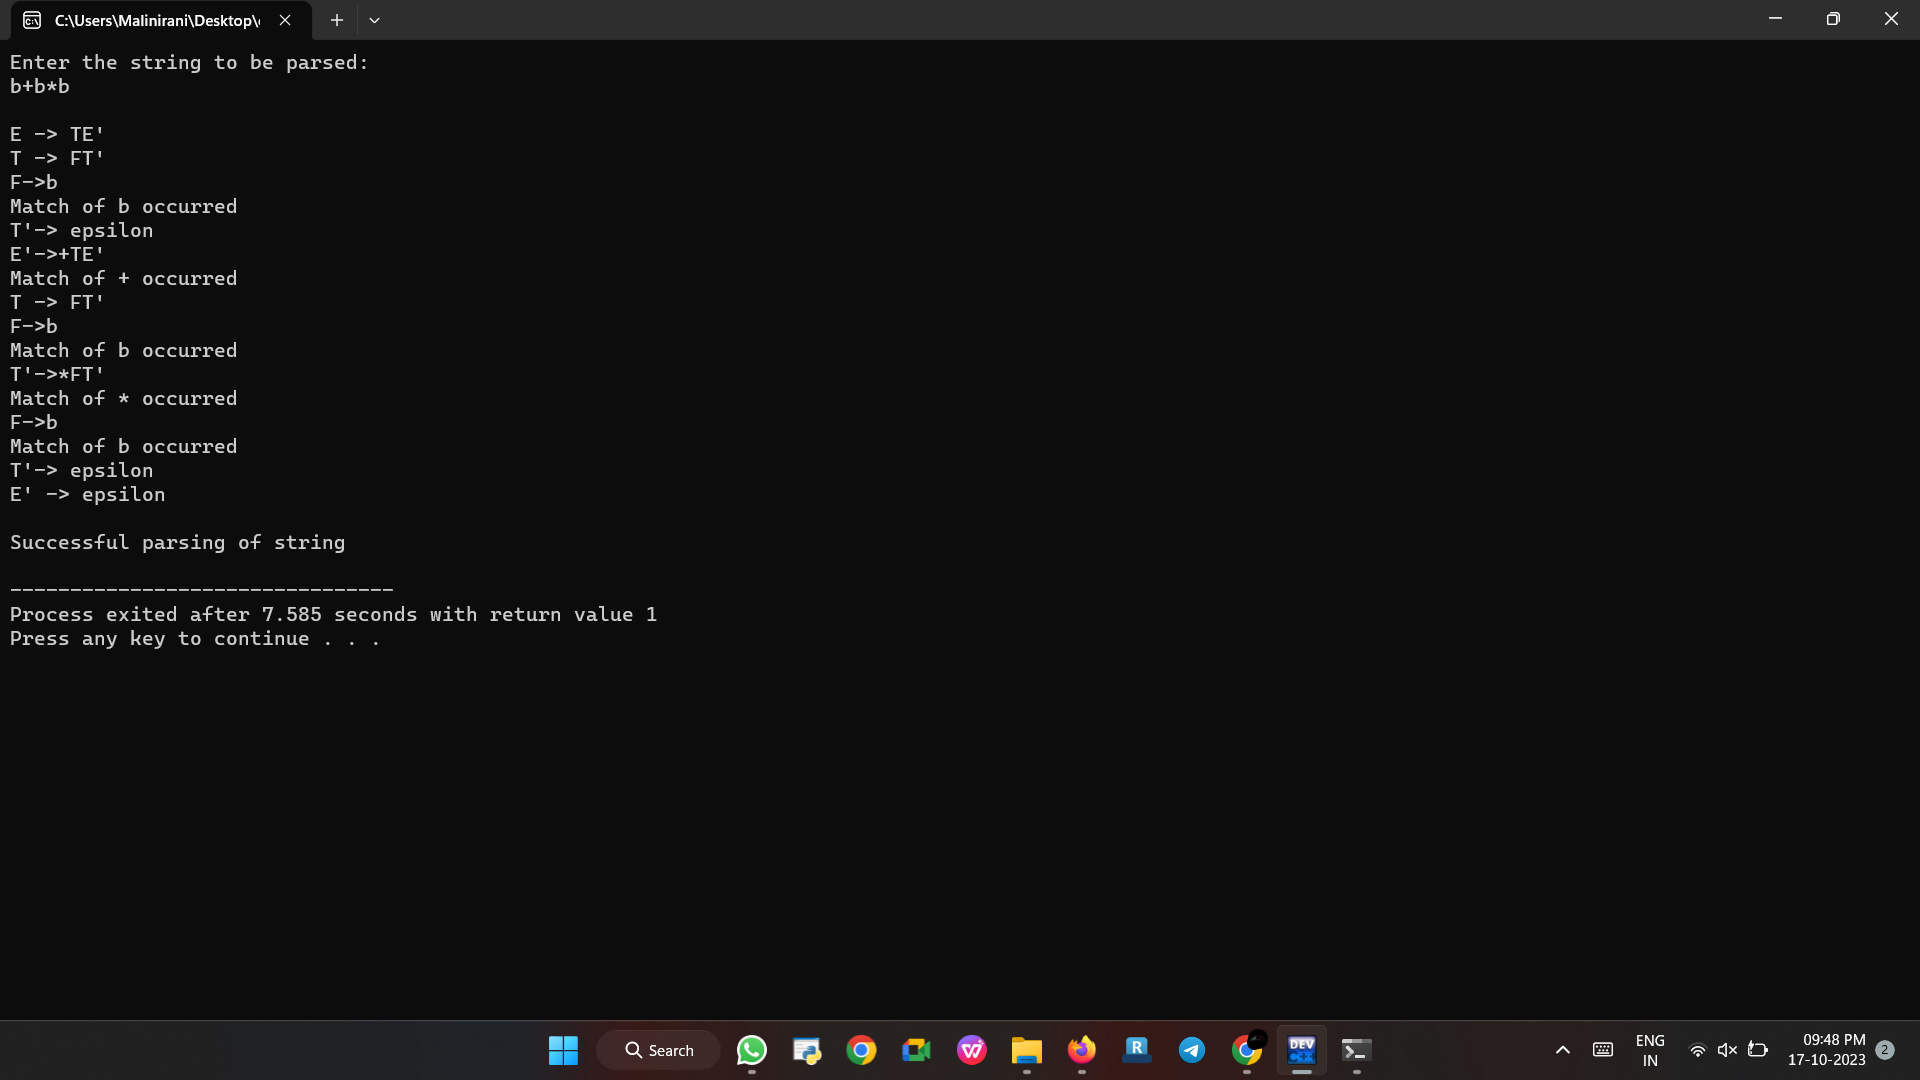 C:\Users\Malinirani\Desktop\
Enter the string to be parsed:
b+b*b
E -> TE'
T -> FT'
F->b
Match of b occurred
T'-> epsilon
E'->+TE'
Match of + occurred
T -> FT'
F->b
Match of b occurred
T'->*FT'
Match of * occurred
F->b
Match of b occurred
T'-> epsilon
E' -> epsilon
Successful parsing of string
--------------------------------
Process exited after 7.585 seconds with return value 1
Press any key to continue . . .
Search
R
DEV
ENG
IN
09:48 PM
17-10-2023
2